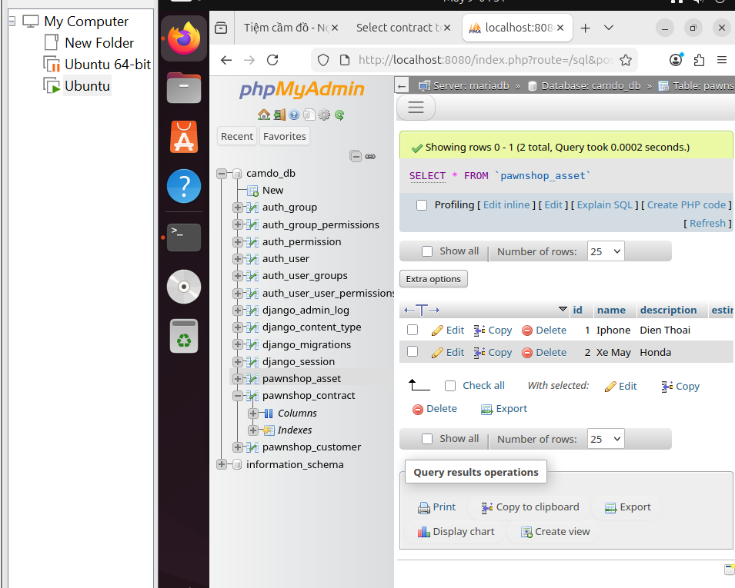 My Computer
New Folder
Ubuntu 64-bit
Ubuntu
Tiệm cầm đồ - N
Select contract t
localhost:808
http://localhost:8080/index.php?route=/sql&po
phpMyAdmin
Recent
Favorites
camdo_db
New
auth_group
auth_group_permissions
auth_permission
auth_user
auth_user_groups
auth_user_user_permissions
django_admin_log
django_content_type
django_migrations
django_session
pawnshop_asset
pawnshop_contract
Columns
Indexes
pawnshop_customer
information_schema
Server: mariadb » Database: camdo_db » Table: pawns
Showing rows 0 - 1 (2 total, Query took 0.0002 seconds.)
SELECT * FROM `pawnshop_asset`
Profiling [ Edit inline ] [ Edit ] [ Explain SQL ] [ Create PHP code ]
[ Refresh ]
Show all | Number of rows: 25
Extra options
id name description estim
Edit Copy Delete 1 Iphone Dien Thoai
Edit Copy Delete 2 Xe May Honda
Check all With selected: Edit Copy
Delete Export
Show all | Number of rows: 25
Query results operations
Print Copy to clipboard Export
Display chart Create view